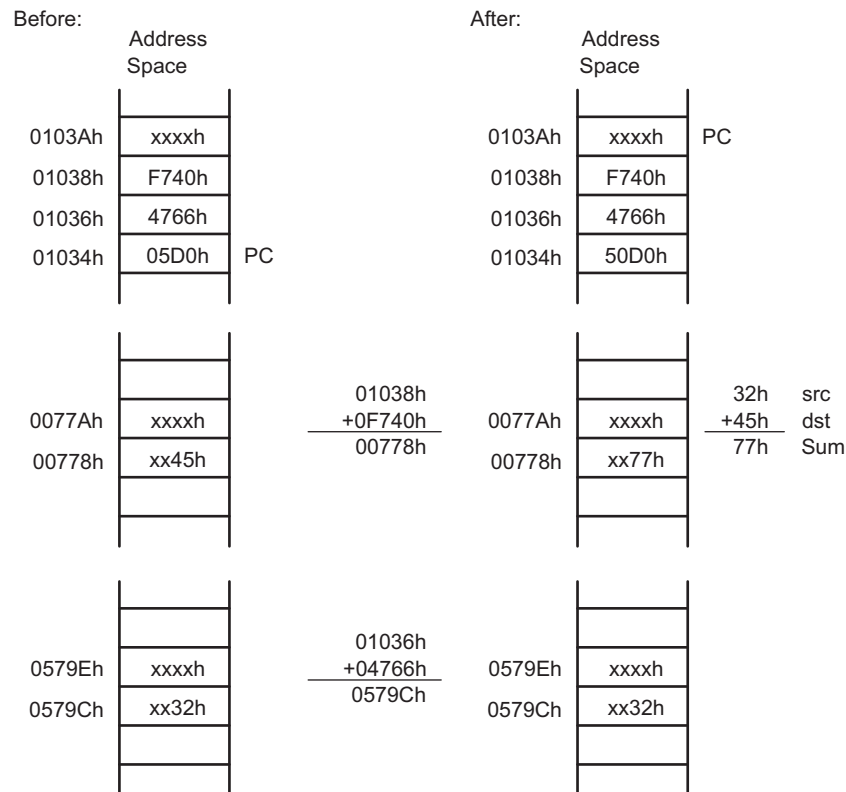 Before:
Address
Space
0103Ah xxxxh
01038h F740h
01036h 4766h
01034h 05D0h PC
0077Ah xxxxh
00778h xx45h
01038h
+0F740h
00778h
0579Eh xxxxh
0579Ch xx32h
01036h
+04766h
0579Ch
After:
Address
Space
0103Ah xxxxh PC
01038h F740h
01036h 4766h
01034h 50D0h
0077Ah xxxxh
00778h xx77h
32h src
+45h dst
77h Sum
0579Eh xxxxh
0579Ch xx32h